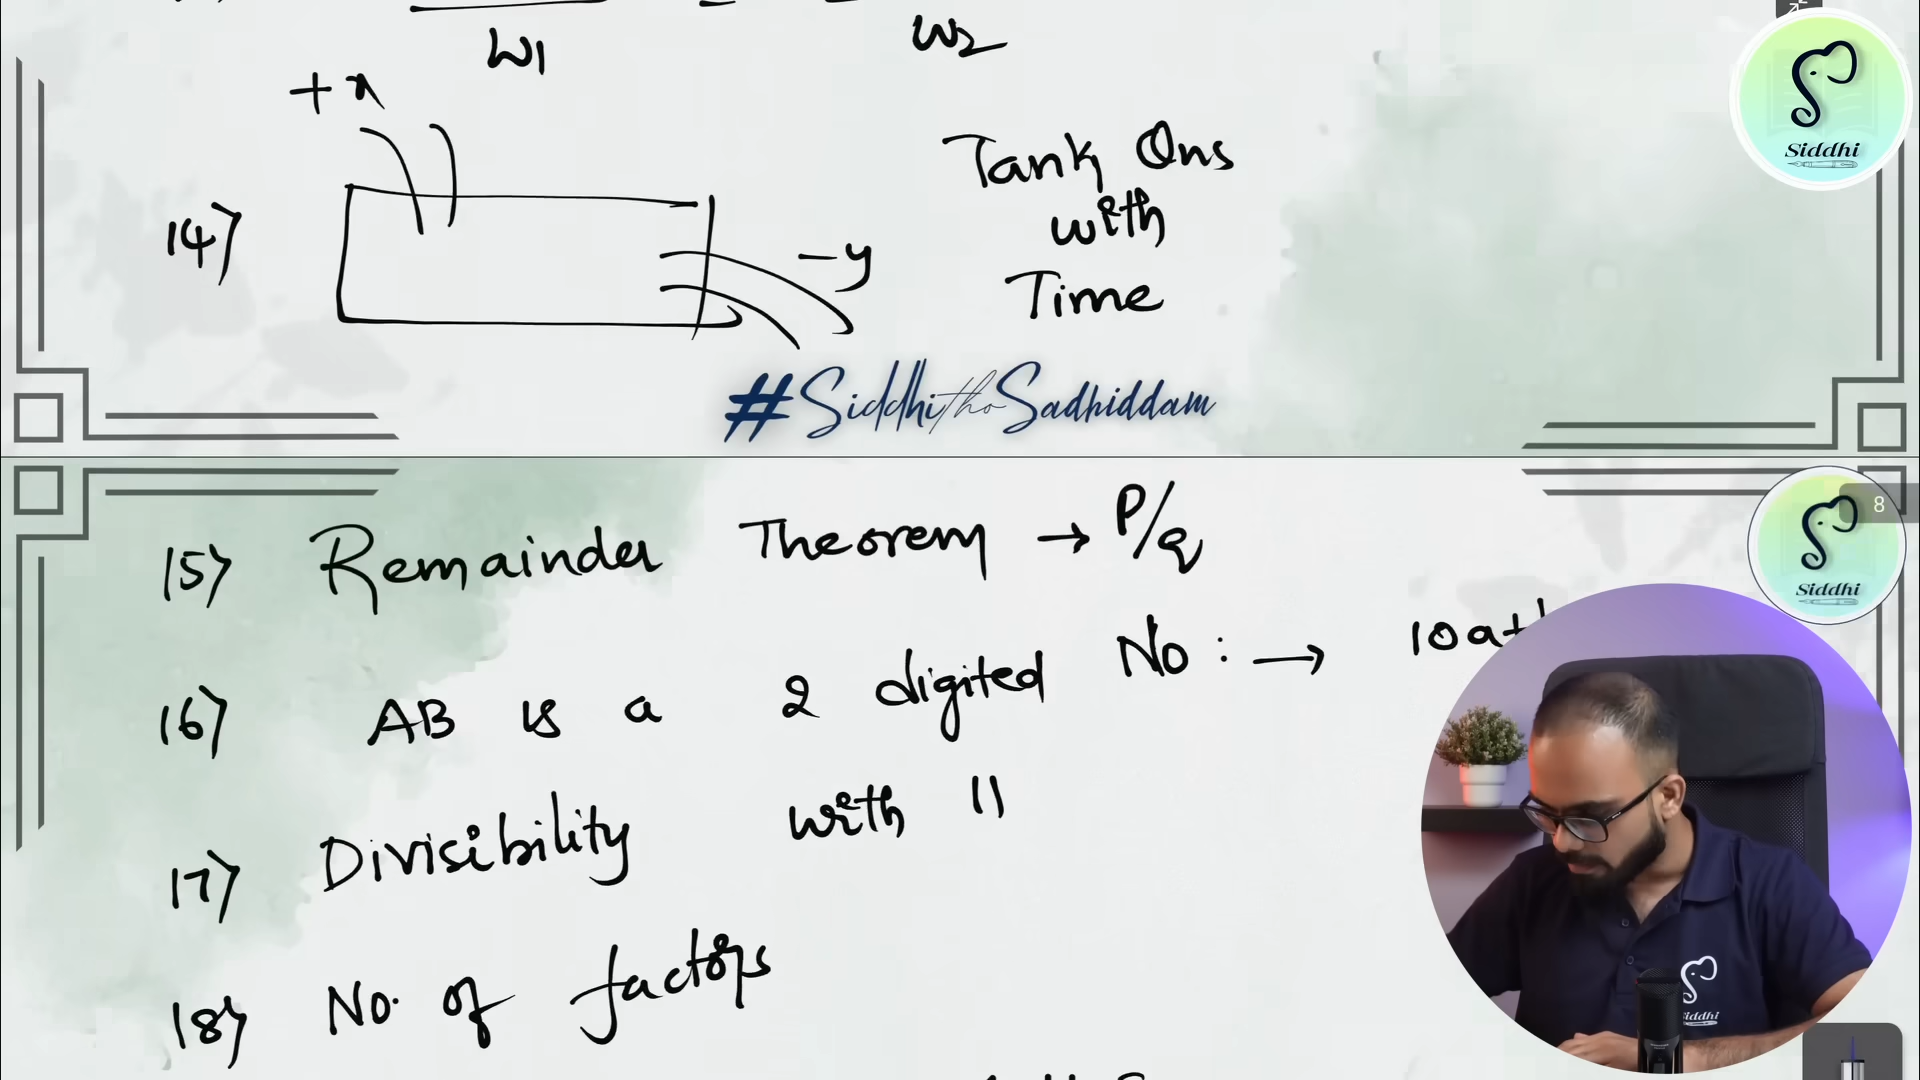 W1 W2
+x
14) -y Tank Qns
with
Time
#SiddhithoSadhiddam
Siddhi
15) Remainder Theorem → P/q
8
Siddhi
16) AB is a 2 digited No : → 10a+
17) Divisibility with 11
18) No. of factors
Siddhi